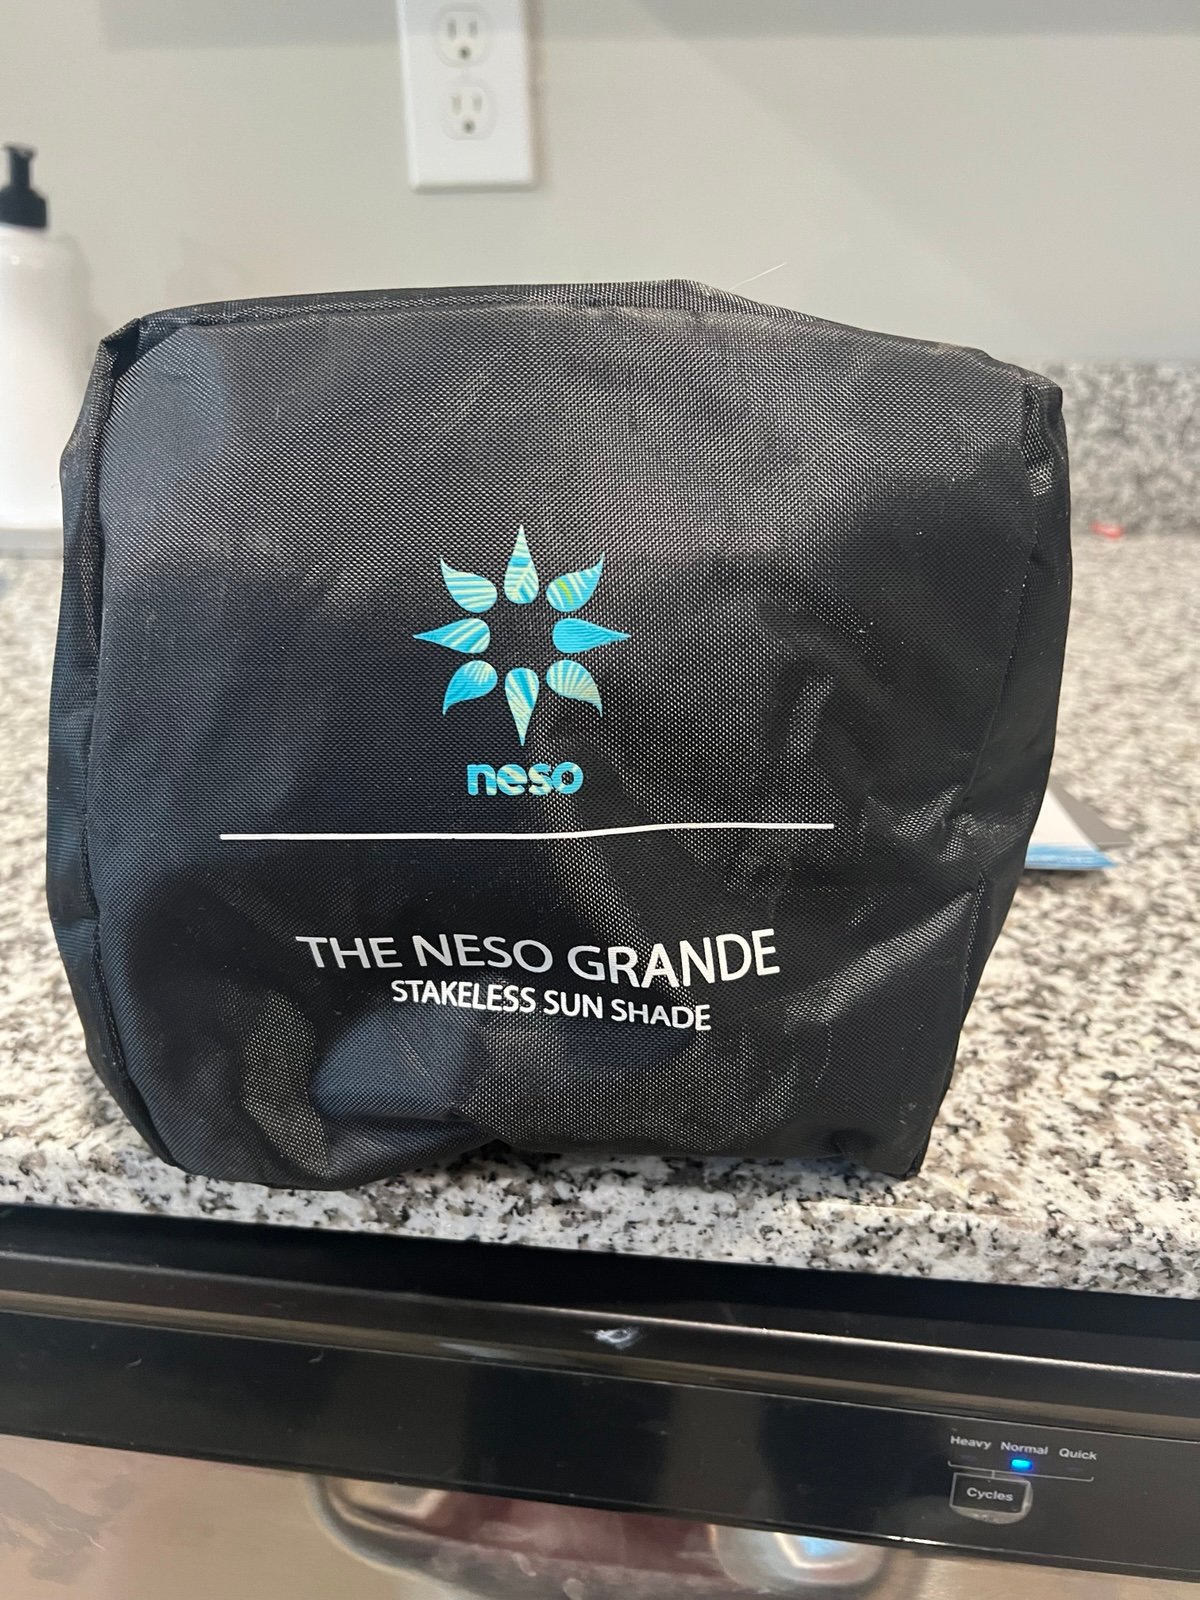 neso
THE NESO GRANDE
STAKELESS SUN SHADE
Heavy Normal Quick
Cycles